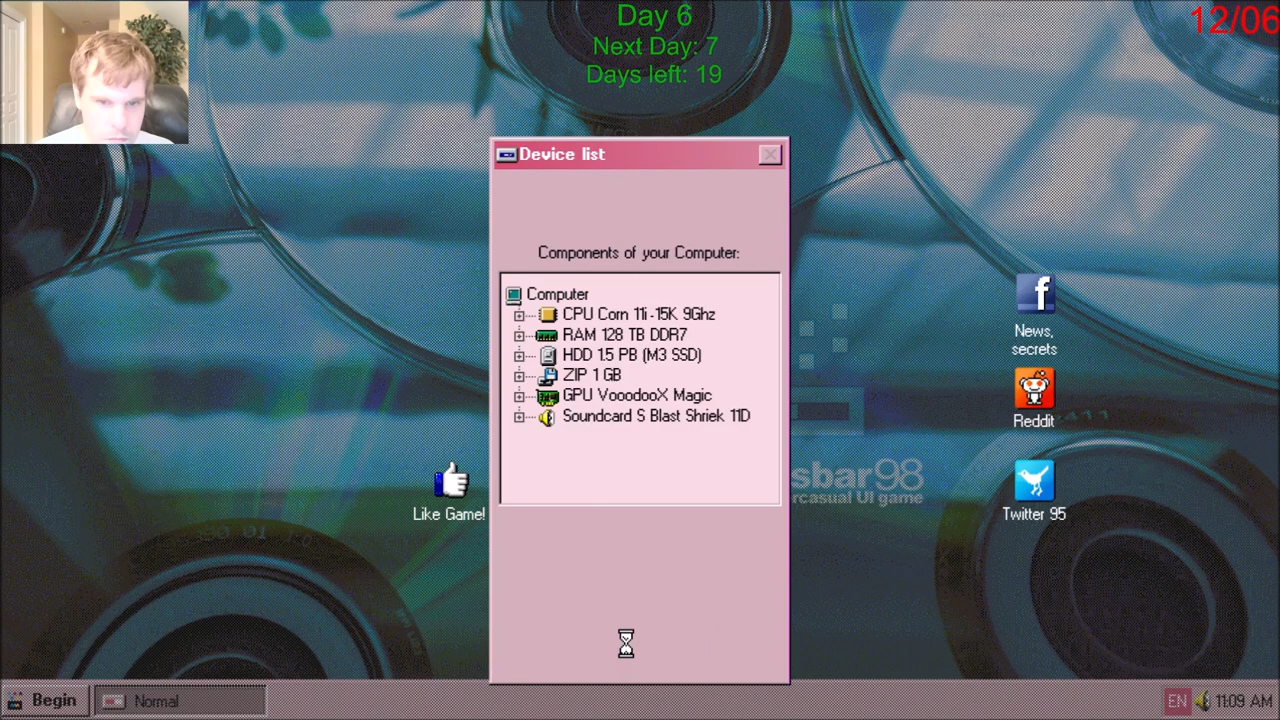 Day 6
Next Day: 7
Days left: 19
12/06
Device list
Components of your Computer:
Computer
CPU Corn 11i-15K 9Ghz
RAM 128 TB DDR7
HDD 1.5 PB (M3 SSD)
ZIP 1 GB
GPU VooodooX Magic
Soundcard S Blast Shriek 11D
News,
secrets
Reddit
Twitter 95
Like Game!
sbar98
rcasual UI game
Begin
Normal
EN
11:09 AM